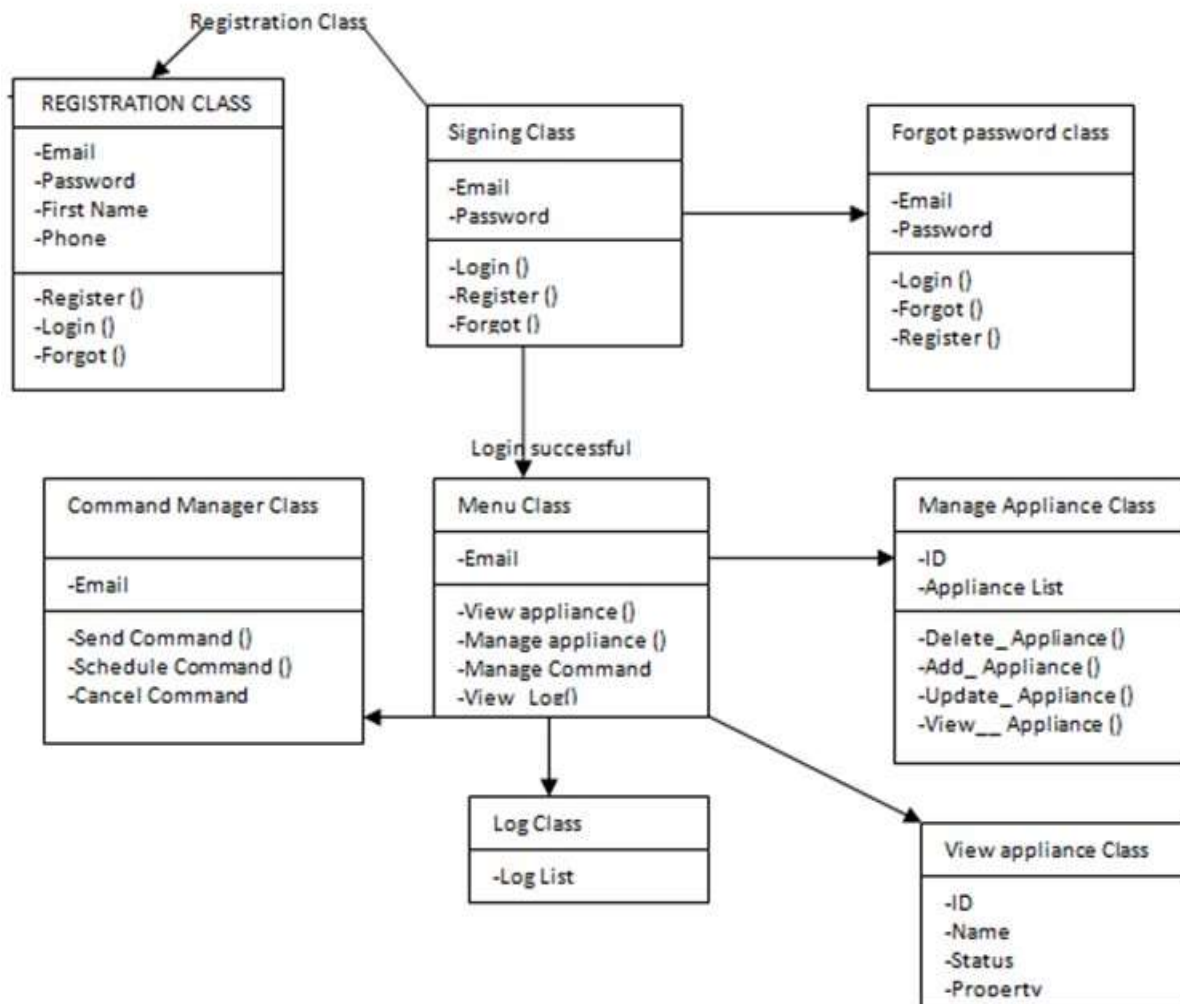 Registration Class
REGISTRATION CLASS
-Email
-Password
-First Name
-Phone
-Register ()
-Login ()
-Forgot ()
Signing Class
-Email
-Password
-Login ()
-Register ()
-Forgot ()
Forgot password class
-Email
-Password
-Login ()
-Forgot ()
-Register ()
Login successful
Command Manager Class
-Email
-Send Command ()
-Schedule Command ()
-Cancel Command
Menu Class
-Email
-View appliance ()
-Manage appliance ()
-Manage Command
-View_Log()
Manage Appliance Class
-ID
-Appliance List
-Delete_ Appliance ()
-Add_ Appliance ()
-Update_ Appliance ()
-View__ Appliance ()
Log Class
-Log List
View appliance Class
-ID
-Name
-Status
-Property